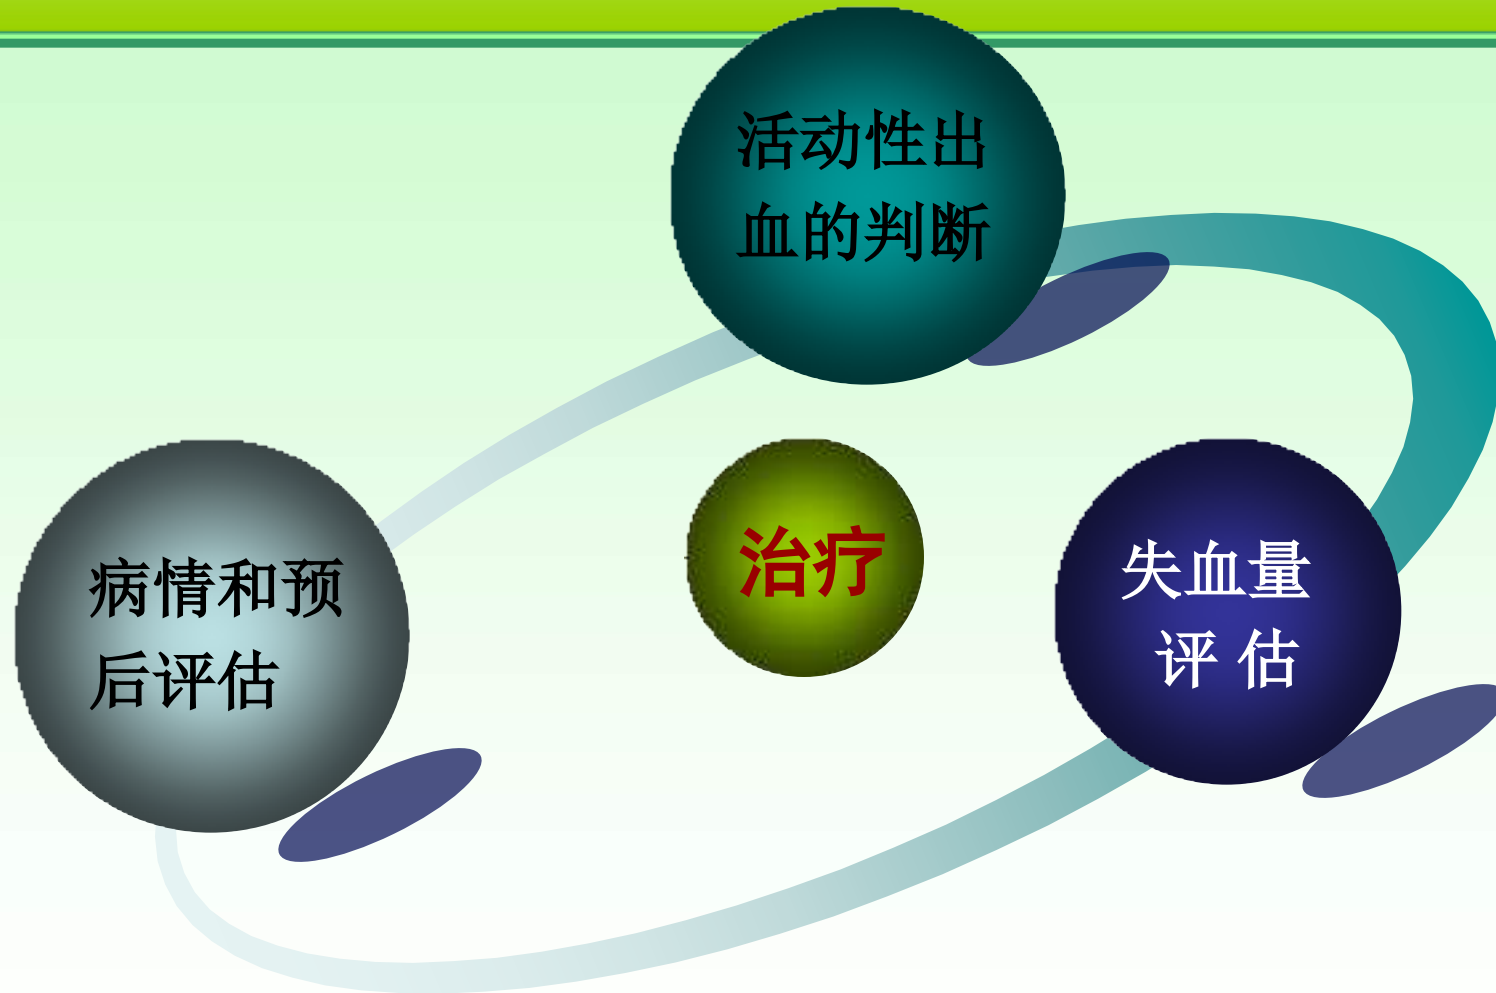 活动性出
血的判断
治疗
失血量
评 估
病情和预
后评估